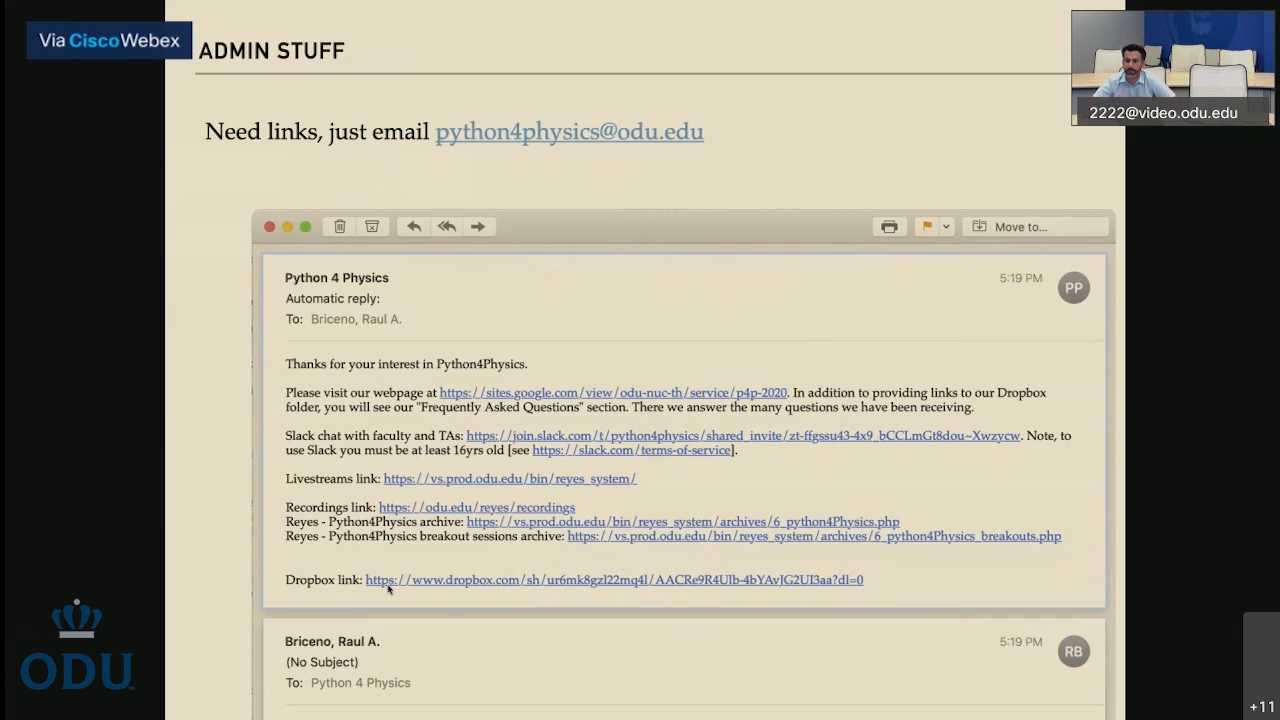 Via CiscoWebex
ADMIN STUFF
2222@video.odu.edu
Need links, just email python4physics@odu.edu
Move to...
Python 4 Physics
5:19 PM
PP
Automatic reply:
To: Briceno, Raul A.
Thanks for your interest in Python4Physics.
Please visit our webpage at https://sites.google.com/view/odu-nuc-th/service/p4p-2020. In addition to providing links to our Dropbox
folder, you will see our "Frequently Asked Questions" section. There we answer the many questions we have been receiving.
Slack chat with faculty and TAs: https://join.slack.com/t/python4physics/shared_invite/zt-ffgssu43-4x9_bCCLmGt8dou~Xwzycw. Note, to
use Slack you must be at least 16yrs old [see https://slack.com/terms-of-service].
Livestreams link: https://vs.prod.odu.edu/bin/reyes_system/
Recordings link: https://odu.edu/reyes/recordings
Reyes - Python4Physics archive: https://vs.prod.odu.edu/bin/reyes_system/archives/6_python4Physics.php
Reyes - Python4Physics breakout sessions archive: https://vs.prod.odu.edu/bin/reyes_system/archives/6_python4Physics_breakouts.php
Dropbox link: https://www.dropbox.com/sh/ur6mk8gzl22mq4l/AACRe9R4Ulb-4bYAvJG2UI3aa?dl=0
Briceno, Raul A.
5:19 PM
RB
(No Subject)
To: Python 4 Physics
ODU
+11